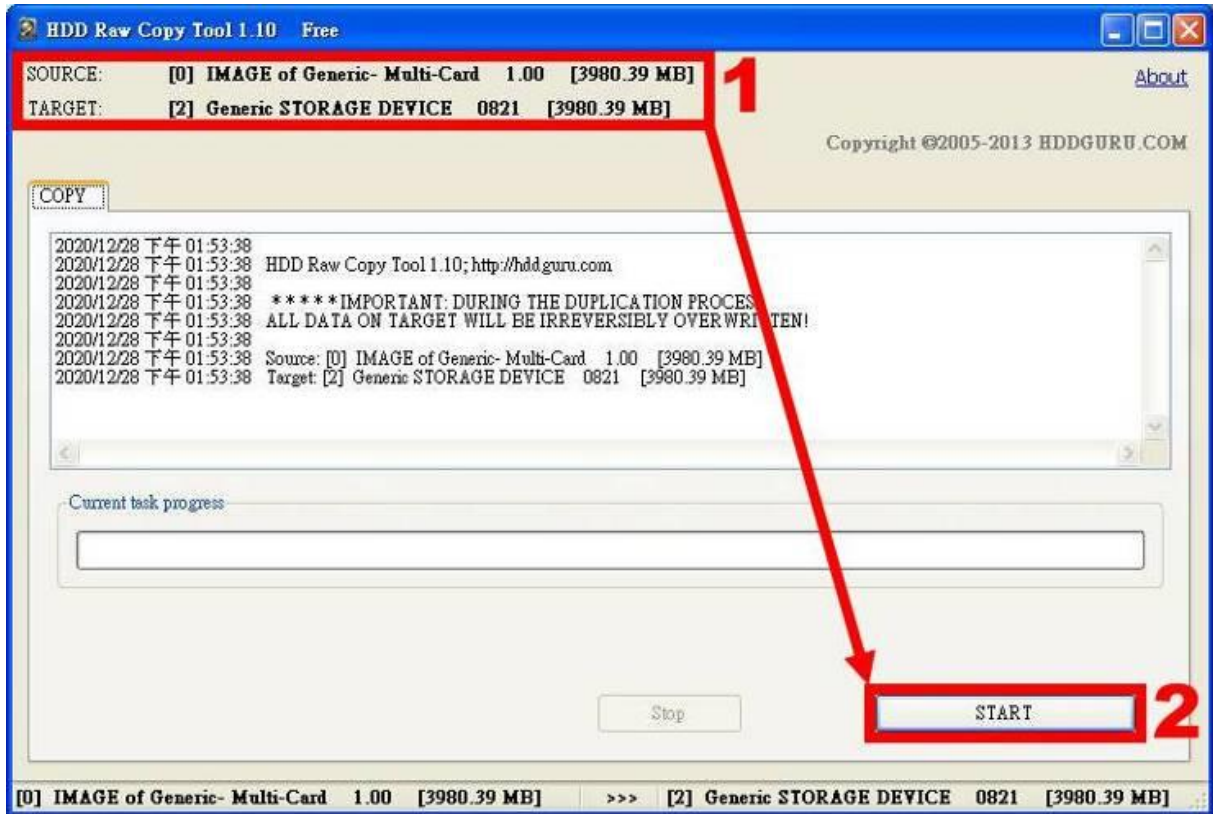 HDD Raw Copy Tool 1.10 Free
SOURCE: [0] IMAGE of Generic- Multi-Card 1.00 [3980.39 MB]
1
About
TARGET: [2] Generic STORAGE DEVICE 0821 [3980.39 MB]
Copyright ©2005-2013 HDDGURU.COM
COPY
2020/12/28 下午 01:53:38
2020/12/28 下午 01:53:38 HDD Raw Copy Tool 1.10; http://hddguru.com
2020/12/28 下午 01:53:38
2020/12/28 下午 01:53:38 *****IMPORTANT: DURING THE DUPLICATION PROCES
2020/12/28 下午 01:53:38 ALL DATA ON TARGET WILL BE IRREVERSIBLY OVERWRITTEN!
2020/12/28 下午 01:53:38
2020/12/28 下午 01:53:38 Source: [0] IMAGE of Generic- Multi-Card 1.00 [3980.39 MB]
2020/12/28 下午 01:53:38 Target: [2] Generic STORAGE DEVICE 0821 [3980.39 MB]
Current task progress
Stop
START
2
[0] IMAGE of Generic- Multi-Card 1.00 [3980.39 MB] >>> [2] Generic STORAGE DEVICE 0821 [3980.39 MB]